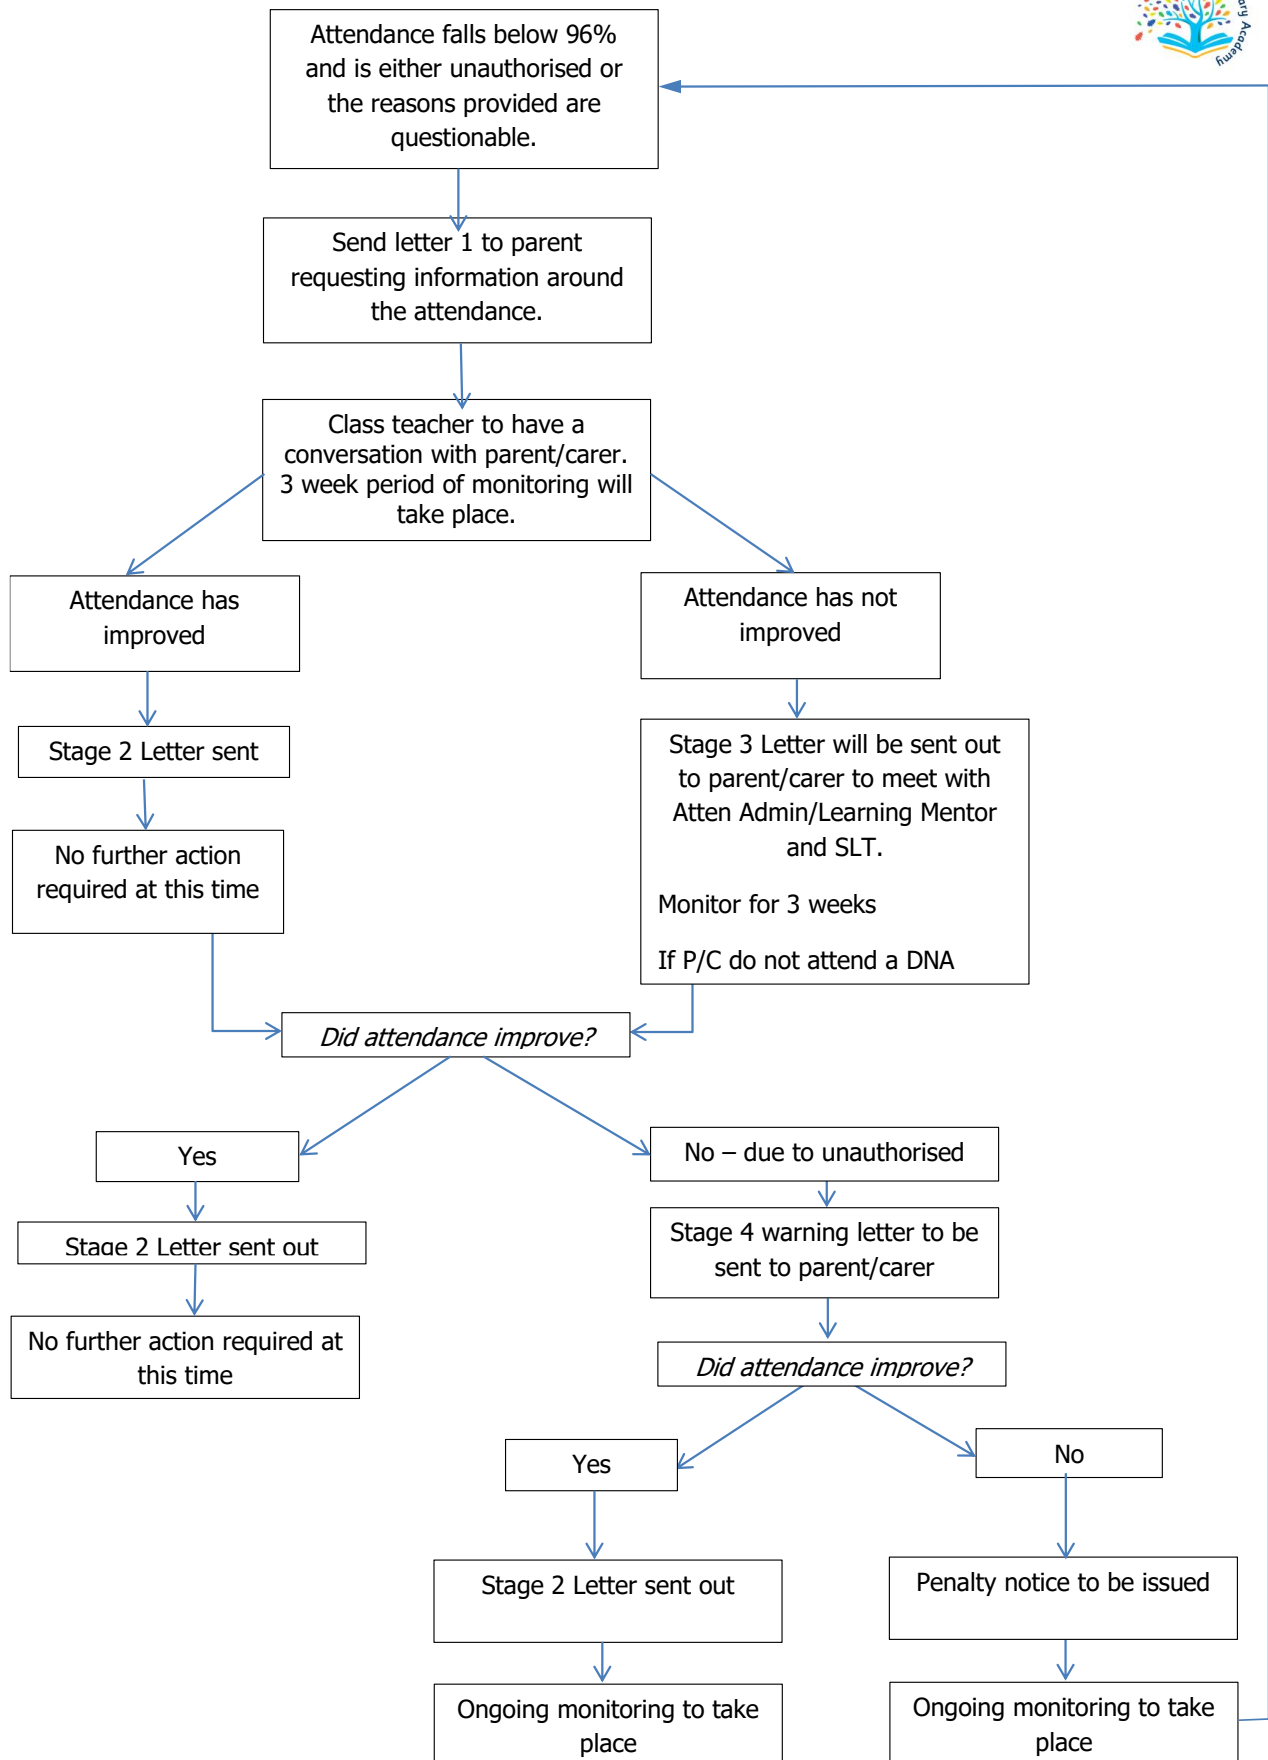 ary Academy
Attendance falls below 96%
and is either unauthorised or
the reasons provided are
questionable.
Send letter 1 to parent
requesting information around
the attendance.
Class teacher to have a
conversation with parent/carer.
3 week period of monitoring will
take place.
Attendance has
improved
Attendance has not
improved
Stage 2 Letter sent
Stage 3 Letter will be sent out
to parent/carer to meet with
Atten Admin/Learning Mentor
and SLT.
Monitor for 3 weeks
If P/C do not attend a DNA
No further action
required at this time
Did attendance improve?
Yes
No – due to unauthorised
Stage 2 Letter sent out
Stage 4 warning letter to be
sent to parent/carer
No further action required at
this time
Did attendance improve?
Yes
No
Stage 2 Letter sent out
Penalty notice to be issued
Ongoing monitoring to take
place
Ongoing monitoring to take
place